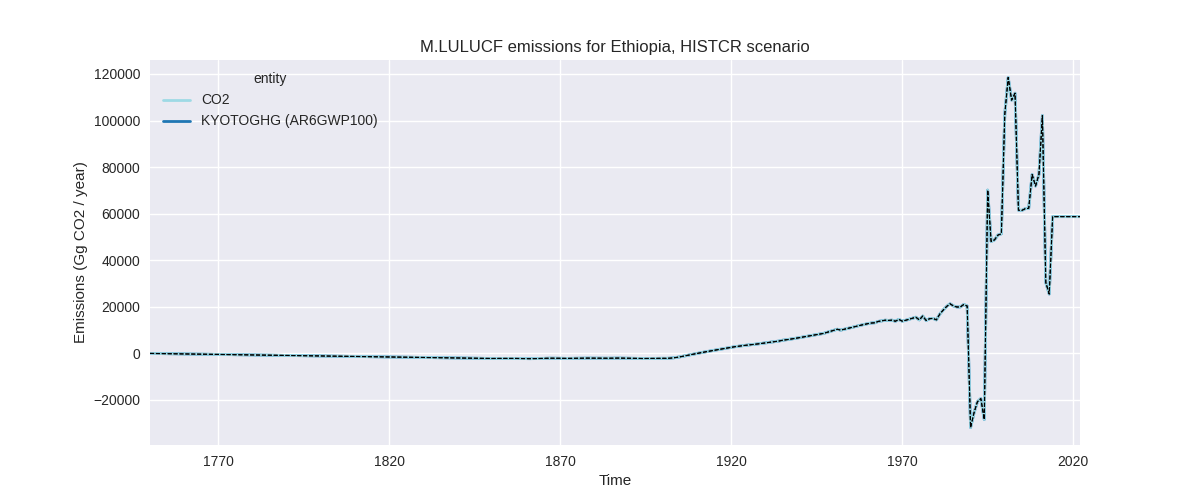 M.LULUCF emissions for Ethiopia, HISTCR scenario
entity
CO2
KYOTOGHG (AR6GWP100)
Emissions (Gg CO2 / year)
120000
100000
80000
60000
40000
20000
0
−20000
1770
1820
1870
1920
1970
2020
Time